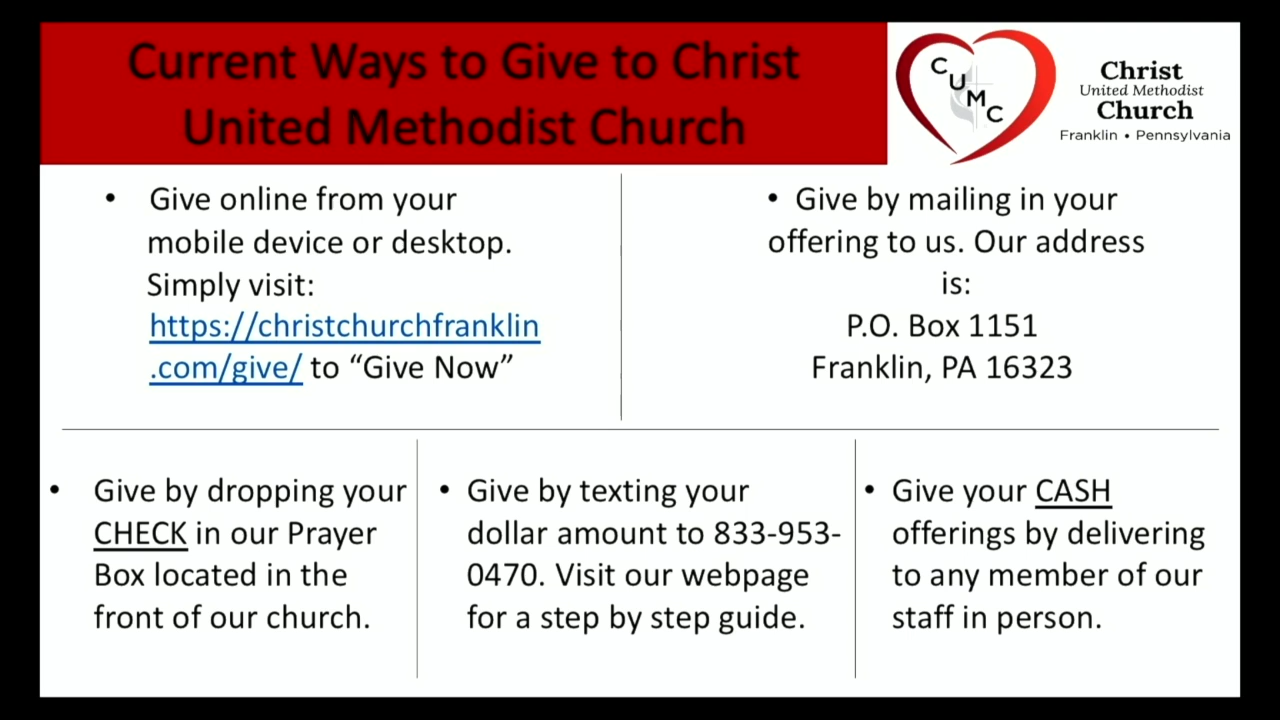 Current Ways to Give to Christ
United Methodist Church
CUMC
Christ
United Methodist
Church
Franklin • Pennsylvania
• Give online from your
mobile device or desktop.
Simply visit:
https://christchurchfranklin
.com/give/ to “Give Now”
• Give by mailing in your
offering to us. Our address
is:
P.O. Box 1151
Franklin, PA 16323
• Give by dropping your
CHECK in our Prayer
Box located in the
front of our church.
• Give by texting your
dollar amount to 833-953-
0470. Visit our webpage
for a step by step guide.
• Give your CASH
offerings by delivering
to any member of our
staff in person.